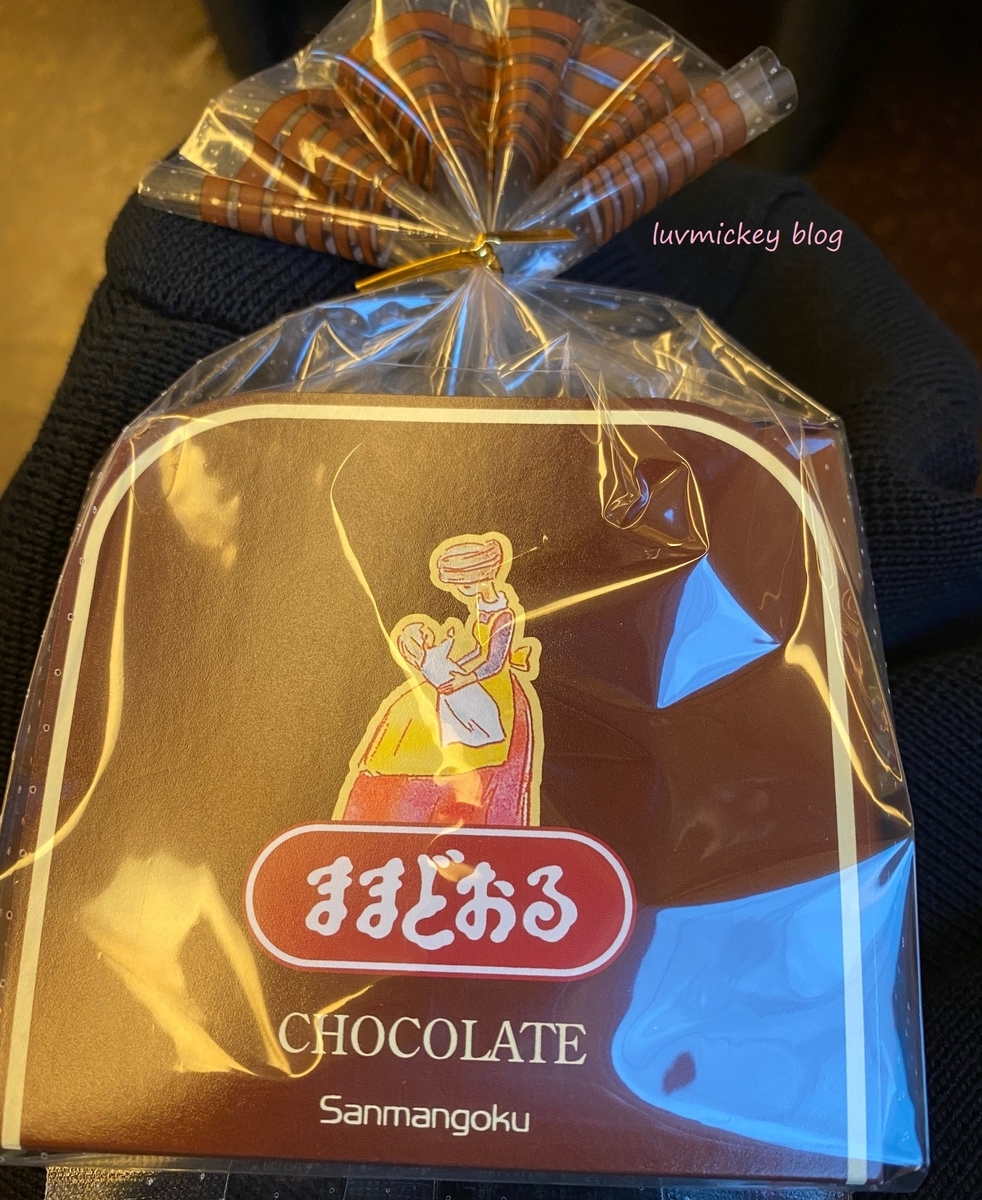 luvmickey blog
ままどおる
CHOCOLATE
Sanmangoku